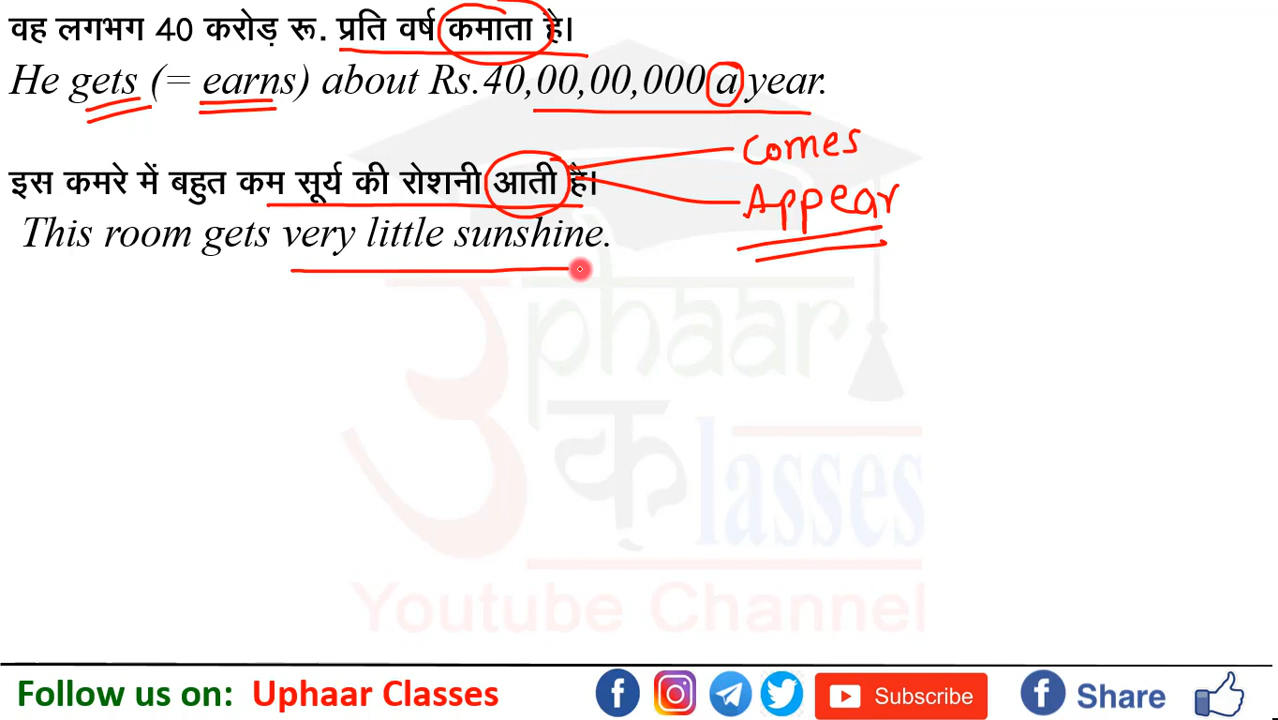 वह लगभग 40 करोड़ रू. प्रति वर्ष कमाता है।
He gets (= earns) about Rs.40,00,00,000 a year.
Comes
इस कमरे में बहुत कम सूर्य की रोशनी आती है।
Appear
This room gets very little sunshine.
उphaar
कlasses
Youtube Channel
Follow us on: Uphaar Classes
Subscribe
Share